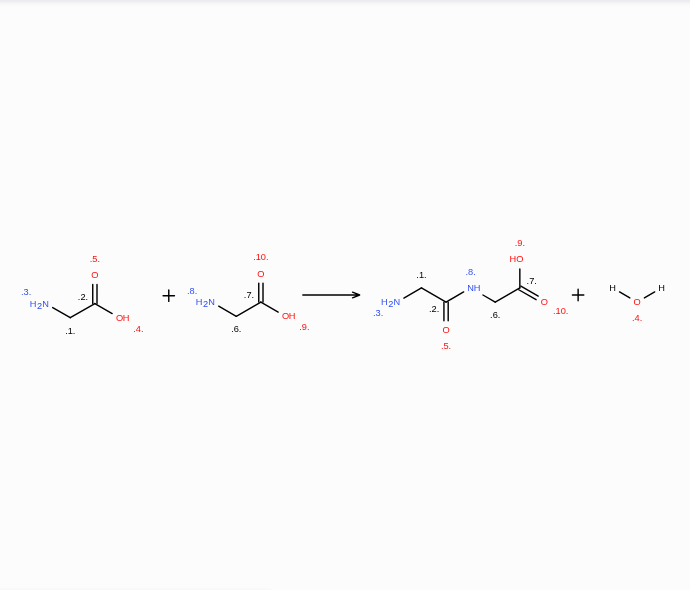 .5. O .3. H2N .2. OH .1. .4.
+
.10. O .8. H2N .7. OH .6. .9.
.9. HO .1. .8. NH .7. H2N .3. .2. O .10. .6. O .5.
+
H H O .4.